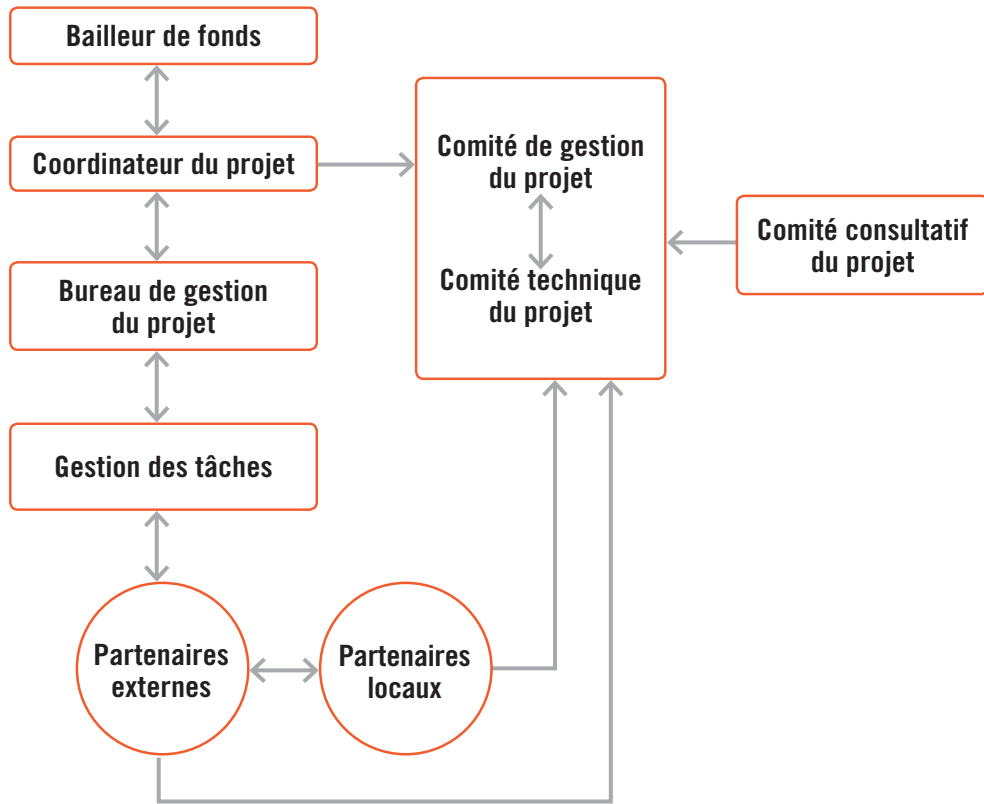 Bailleur de fonds
Coordinateur du projet
Bureau de gestion
du projet
Gestion des tâches
Partenaires
externes
Partenaires
locaux
Comité de gestion
du projet
Comité technique
du projet
Comité consultatif
du projet